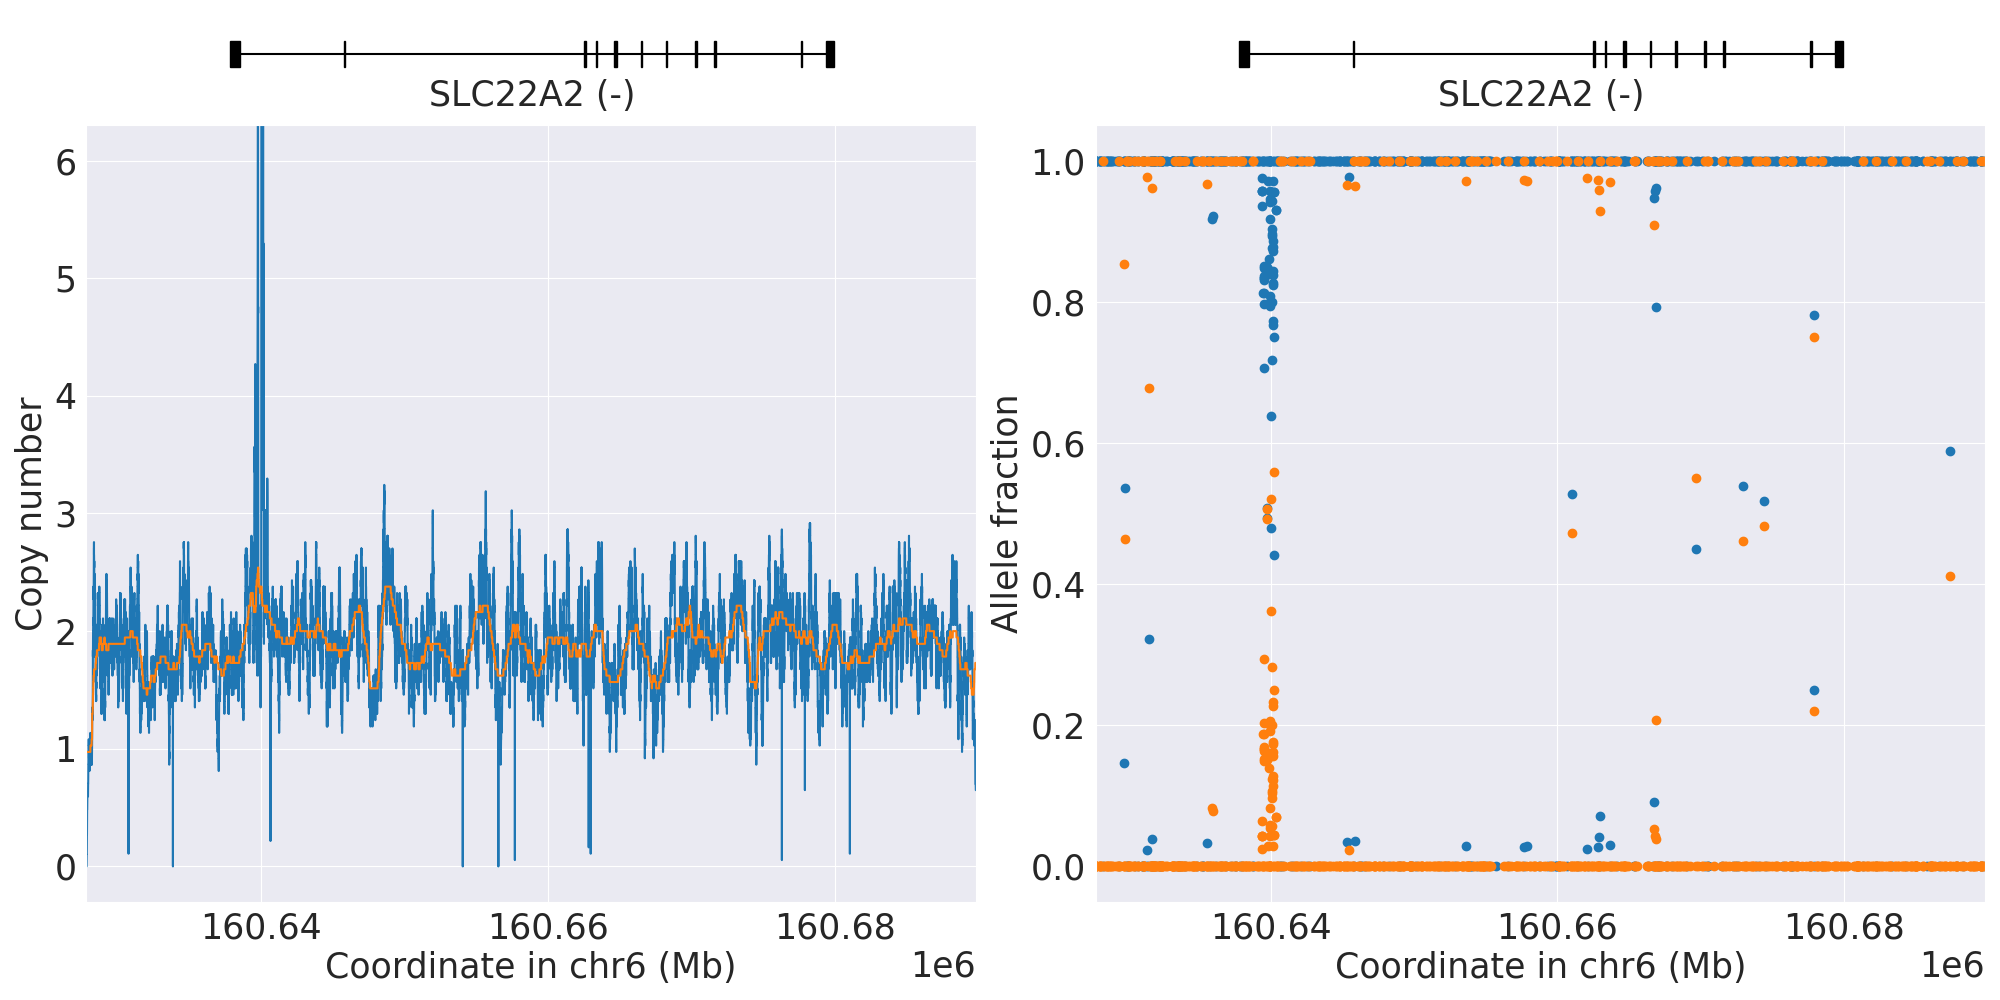 SLC22A2 (-)
6
5
4
3
2
1
0
Copy number
160.64
160.66
160.68
Coordinate in chr6 (Mb)
1e6
SLC22A2 (-)
1.0
0.8
0.6
0.4
0.2
0.0
Allele fraction
160.64
160.66
160.68
Coordinate in chr6 (Mb)
1e6